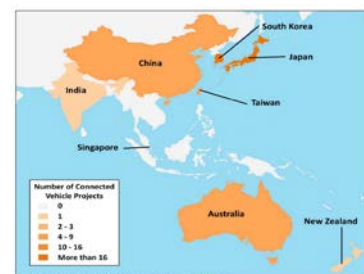 South Korea
China
Japan
India
Taiwan
Singapore
Number of Connected
Vehicle Projects
0
1
2 - 3
4 - 9
10 - 16
More than 16
Australia
New Zealand